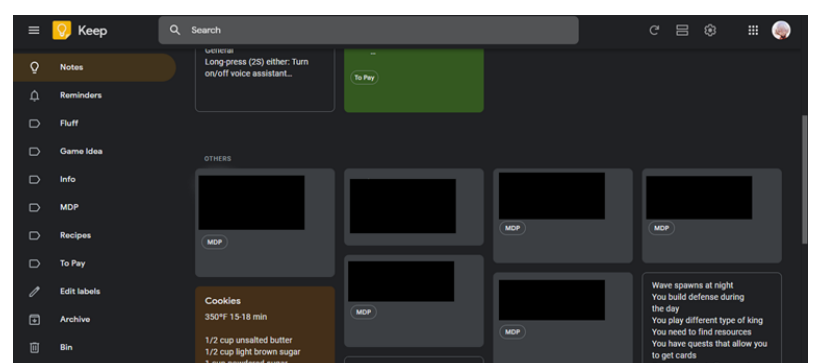 Keep
Search
Notes
Reminders
Fluff
Game Idea
Info
MDP
Recipes
To Pay
Edit labels
Archive
Bin
General
Long-press (2S) either: Turn
on/off voice assistant…
...
To Pay
OTHERS
MDP
MDP
MDP
Cookies
350°F 15-18 min
1/2 cup unsalted butter
1/2 cup light brown sugar
MDP
MDP
Wave spawns at night
You build defense during
the day
You play different type of king
You need to find resources
You have quests that allow you
to get cards